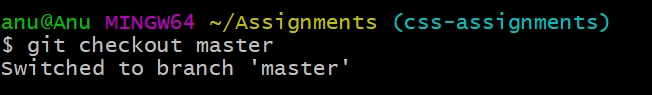 anu@Anu MINGW64 ~/Assignments (css-assignments)
$ git checkout master
Switched to branch 'master'